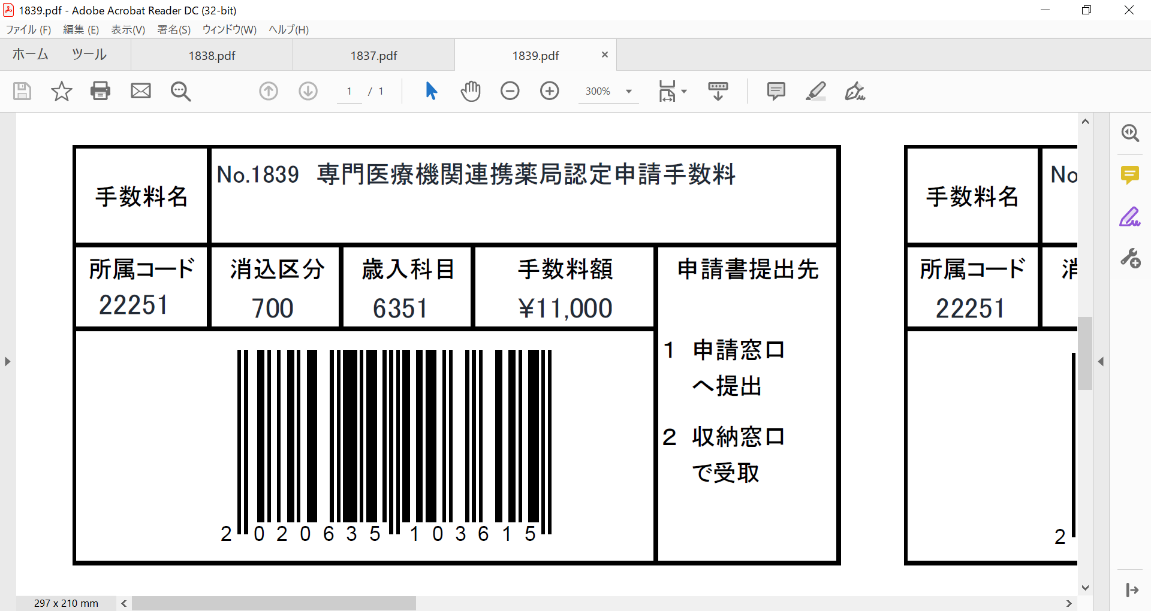 1839.pdf - Adobe Acrobat Reader DC (32-bit)
ファイル(F) 編集(E) 表示(V) 署名(S) ウィンドウ(W) ヘルプ(H)
ホーム ツール 1838.pdf 1837.pdf 1839.pdf ×
1 / 1 300%
手数料名 No.1839 専門医療機関連携薬局認定申請手数料
所属コード 消込区分 歳入科目 手数料額 申請書提出先
22251 700 6351 ¥11,000
1 申請窓口
へ提出
2 収納窓口
で受取
2 020635 103615
手数料名 No
所属コード 消
22251
2
297 x 210 mm